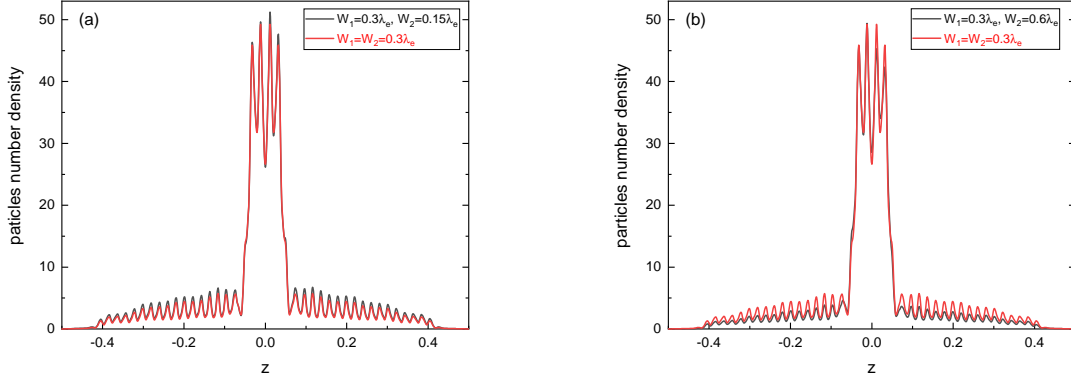 (a)
W₁=0.3λₑ, W₂=0.15λₑ
W₁=W₂=0.3λₑ
paticles number density
50
40
30
20
10
0
-0.4 -0.2 0.0 0.2 0.4
z
(b)
W₁=0.3λₑ, W₂=0.6λₑ
W₁=W₂=0.3λₑ
particles number density
50
40
30
20
10
0
-0.4 -0.2 0.0 0.2 0.4
z